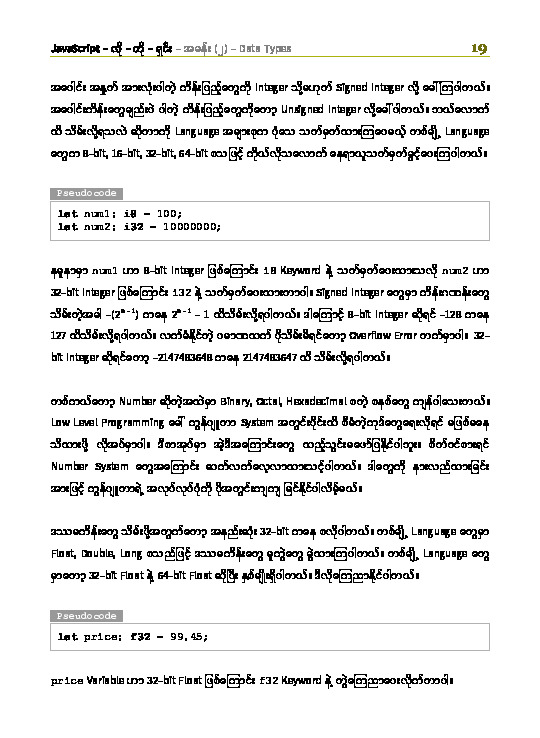 JavaScript – လို – တို – ရှင်း – အခန်း (၂) – Data Types 19
အပေါင်း အနှုတ် အားလုံးပါတဲ့ ကိန်းပြည့်တွေကို Integer သို့မဟုတ် Signed Integer လို့ ခေါ်ကြပါတယ်။
အပေါင်းကိန်းတွေချည်းပဲ ပါတဲ့ ကိန်းပြည့်တွေကိုတော့ Unsigned Integer လို့ခေါ်ပါတယ်။ ဘယ်လောက်
ထိ သိမ်းလို့ရသလဲ ဆိုတာကို Language အများစုက ပုံသေ သတ်မှတ်ထားကြပေမယ့် တစ်ချို့ Language
တွေက 8-bit, 16-bit, 32-bit, 64-bit စသဖြင့် ကိုယ်လိုသလောက် နေရာယူသတ်မှတ်ခွင့်ပေးကြပါတယ်။
Pseudocode
let num1: i8 = 100;
let num2: i32 = 10000000;
နမူနာမှာ num1 ဟာ 8-bit Integer ဖြစ်ကြောင်း i8 Keyword နဲ့ သတ်မှတ်ပေးထားသလို num2 ဟာ
32-bit Integer ဖြစ်ကြောင်း i32 နဲ့ သတ်မှတ်ပေးထားတာပါ။ Signed Integer တွေမှာ ကိန်းဂဏန်းတွေ
သိမ်းတဲ့အခါ –(2ⁿ⁻¹) ကနေ 2ⁿ⁻¹ – 1 ထိသိမ်းလို့ရပါတယ်။ ဒါကြောင့် 8-bit Integer ဆိုရင် –128 ကနေ
127 ထိသိမ်းလို့ရပါတယ်။ လက်ခံနိုင်တဲ့ ပမာဏထက် ပိုသိမ်းမိရင်တော့ Overflow Error တက်မှာပါ။ 32-
bit Integer ဆိုရင်တော့ –2147483648 ကနေ 2147483647 ထိ သိမ်းလို့ရပါတယ်။
တစ်ကယ်တော့ Number ဆိုတဲ့အထဲမှာ Binary, Octal, Hexadecimal စတဲ့ စနစ်တွေ ကျန်ပါသေးတယ်။
Low Level Programming ခေါ် ကွန်ပျူတာ System အတွင်းပိုင်းထိ စီမံတဲ့ကုဒ်တွေရေးလိုရင် မဖြစ်မနေ
သိထားဖို့ လိုအပ်မှာပါ။ ဒီစာအုပ်မှာ အဲ့ဒီအကြောင်းတွေ ထည့်သွင်းမဖော်ပြနိုင်ပါဘူး။ စိတ်ဝင်စားရင်
Number System တွေအကြောင်း ဆက်လက်လေ့လာထားသင့်ပါတယ်။ ဒါတွေကို နားလည်ထားခြင်း
အားဖြင့် ကွန်ပျူတာရဲ့ အလုပ်လုပ်ပုံကို ပိုအတွင်းကျကျ မြင်နိုင်ပါလိမ့်မယ်။
ဒဿမကိန်းတွေ သိမ်းဖို့အတွက်တော့ အနည်းဆုံး 32-bit ကနေ စလိုပါတယ်။ တစ်ချို့ Language တွေမှာ
Float, Double, Long စသည်ဖြင့် ဒဿမကိန်းတွေ မူကွဲတွေ ခွဲထားကြပါတယ်။ တစ်ချို့ Language တွေ
မှာတော့ 32-bit Float နဲ့ 64-bit Float ဆိုပြီး နှစ်မျိုးရှိပါတယ်။ ဒီလိုကြေညာနိုင်ပါတယ်။
Pseudocode
let price: f32 = 99.45;
price Variable ဟာ 32-bit Float ဖြစ်ကြောင်း f32 Keyword နဲ့ တွဲကြေညာပေးလိုက်တာပါ။